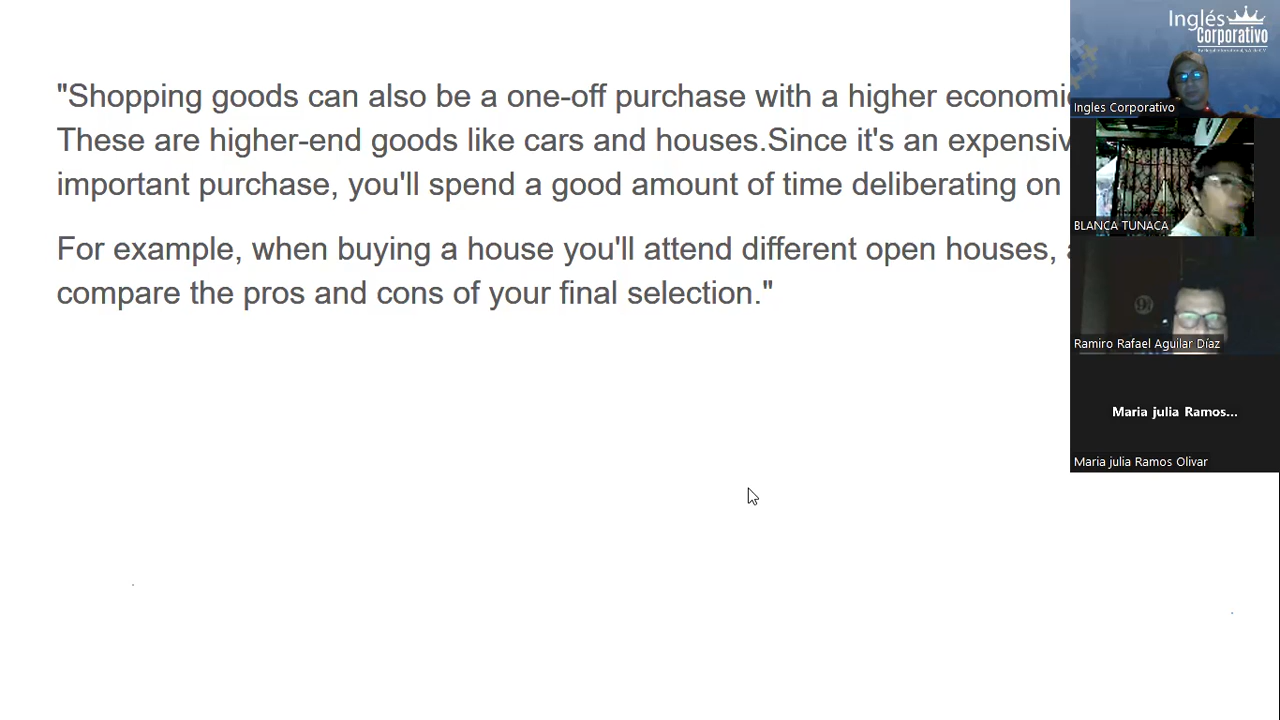 "Shopping goods can also be a one-off purchase with a higher economi
These are higher-end goods like cars and houses.Since it's an expensiv
important purchase, you'll spend a good amount of time deliberating on
For example, when buying a house you'll attend different open houses,
compare the pros and cons of your final selection."
Inglés
Corporativo
Ingles Corporativo
BLANCA TUNACA
Ramiro Rafael Aguilar Díaz
Maria julia Ramos...
Maria julia Ramos Olivar